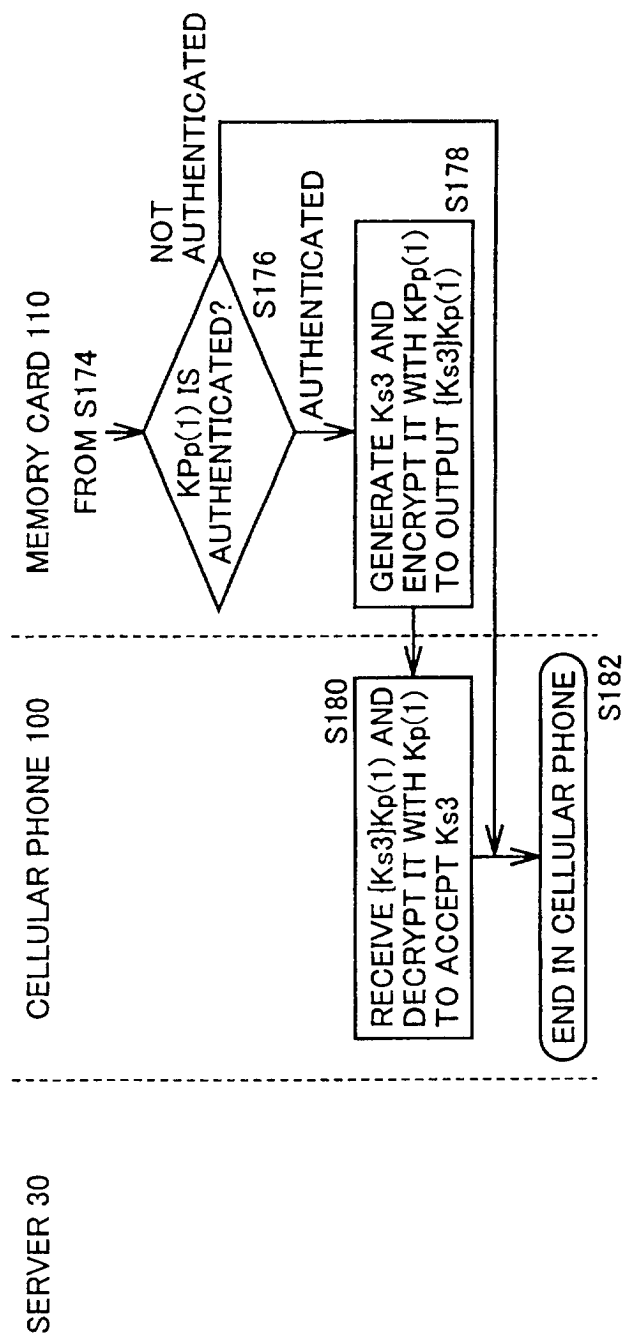 SERVER 30
CELLULAR PHONE 100
MEMORY CARD 110
FROM S174
KPp(1) IS
AUTHENTICATED?
NOT
AUTHENTICATED
S176
AUTHENTICATED
GENERATE Ks3 AND
ENCRYPT IT WITH KPp(1)
TO OUTPUT {Ks3}Kp(1)
S178
S180
RECEIVE {Ks3}Kp(1) AND
DECRYPT IT WITH Kp(1)
TO ACCEPT Ks3
END IN CELLULAR PHONE
S182